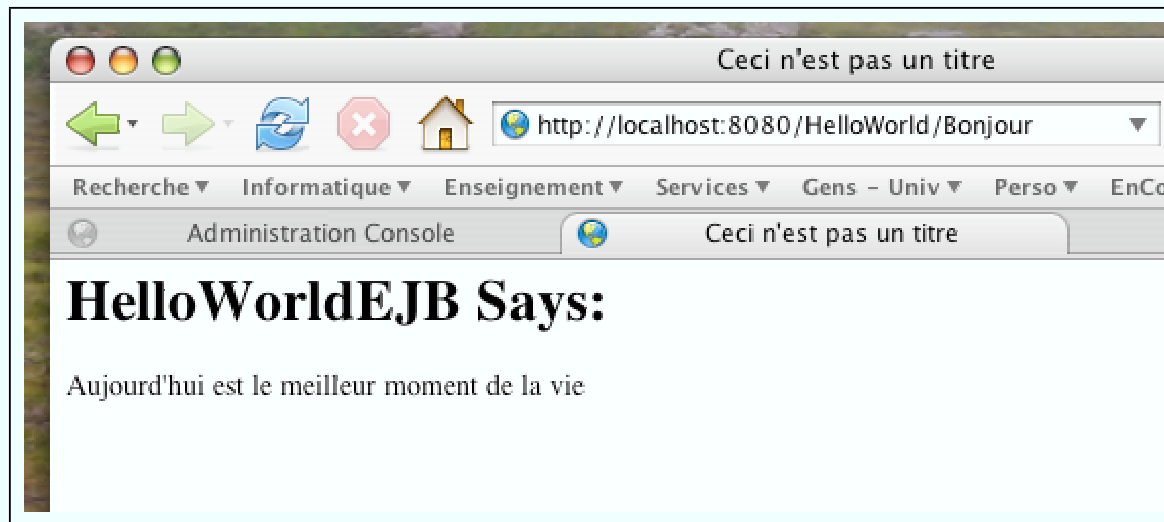 Ceci n'est pas un titre
http://localhost:8080/HelloWorld/Bonjour
Recherche Informatique Enseignement Services Gens - Univ Perso EnCo
Administration Console Ceci n'est pas un titre
HelloWorldEJB Says:
Aujourd'hui est le meilleur moment de la vie